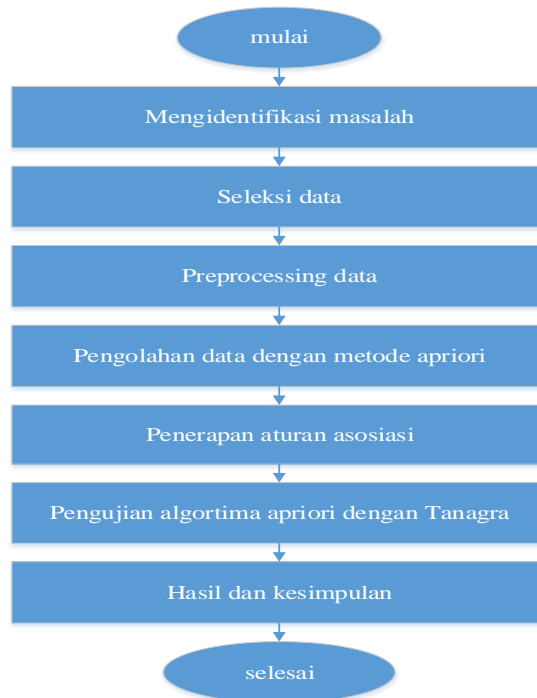 mulai
Mengidentifikasi masalah
Seleksi data
Preprocessing data
Pengolahan data dengan metode apriori
Penerapan aturan asosiasi
Pengujian algortima apriori dengan Tanagra
Hasil dan kesimpulan
selesai